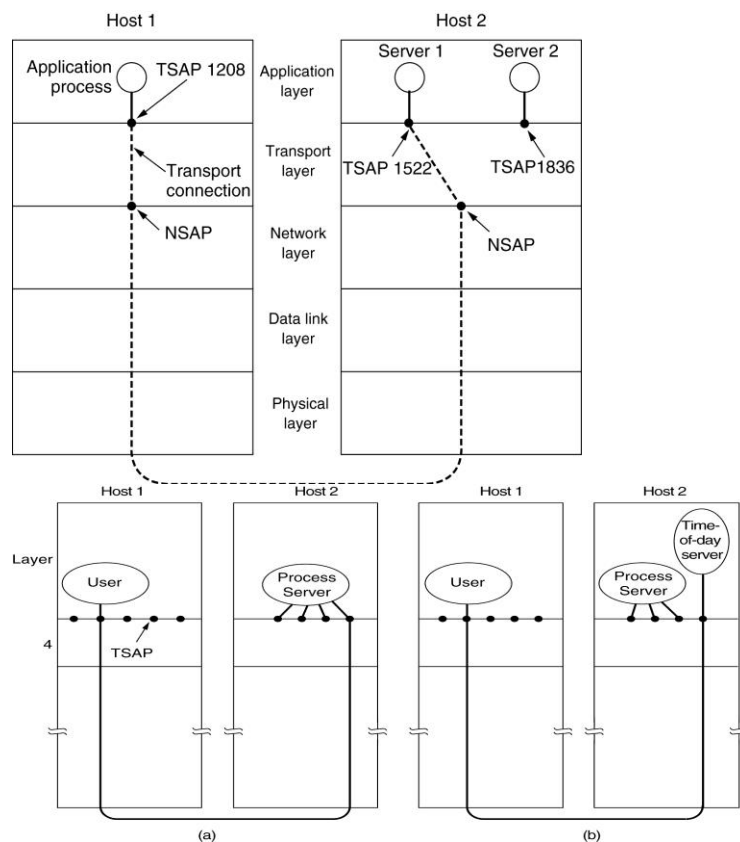 Host 1
Host 2
Application
process
TSAP 1208
Application
layer
Server 1
Server 2
Transport
connection
Transport
layer
TSAP 1522
TSAP1836
NSAP
Network
layer
NSAP
Data link
layer
Physical
layer
Host 1
Host 2
Host 1
Host 2
Layer
User
Process
Server
User
Process
Server
Time-
of-day
server
4
TSAP
(a)
(b)